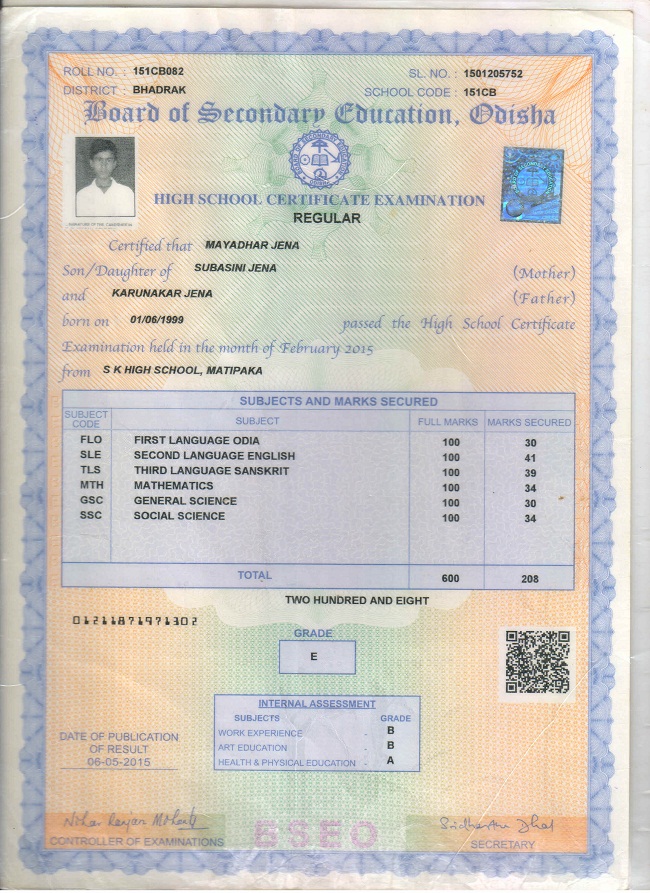 ROLL NO. : 151CB082 SL. NO. : 1501205752
DISTRICT : BHADRAK SCHOOL CODE : 151CB
Board of Secondary Education, Odisha
HIGH SCHOOL CERTIFICATE EXAMINATION
REGULAR
Certified that MAYADHAR JENA
Son/Daughter of SUBASINI JENA (Mother)
and KARUNAKAR JENA (Father)
born on 01/06/1999 passed the High School Certificate
Examination held in the month of February 2015
from S K HIGH SCHOOL, MATIPAKA
SUBJECTS AND MARKS SECURED
SUBJECT CODE SUBJECT FULL MARKS MARKS SECURED
FLO FIRST LANGUAGE ODIA 100 30
SLE SECOND LANGUAGE ENGLISH 100 41
TLS THIRD LANGUAGE SANSKRIT 100 39
MTH MATHEMATICS 100 34
GSC GENERAL SCIENCE 100 30
SSC SOCIAL SCIENCE 100 34
TOTAL 600 208
TWO HUNDRED AND EIGHT
01211871971302
GRADE
E
INTERNAL ASSESSMENT
SUBJECTS GRADE
WORK EXPERIENCE - B
ART EDUCATION - B
HEALTH & PHYSICAL EDUCATION - A
DATE OF PUBLICATION
OF RESULT
06-05-2015
CONTROLLER OF EXAMINATIONS
BSEO
SECRETARY